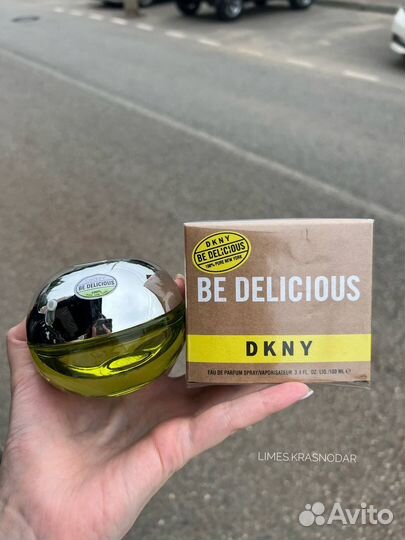 DKNY
BE DELICIOUS
100% PURE NEW YORK
BE DELICIOUS
BE DELICIOUS
DKNY
EAU DE PARFUM SPRAY/VAPORISATEUR 3.4 FL. OZ. LIQ./100 ML ℮
LIMES.KRASNODAR
Avito